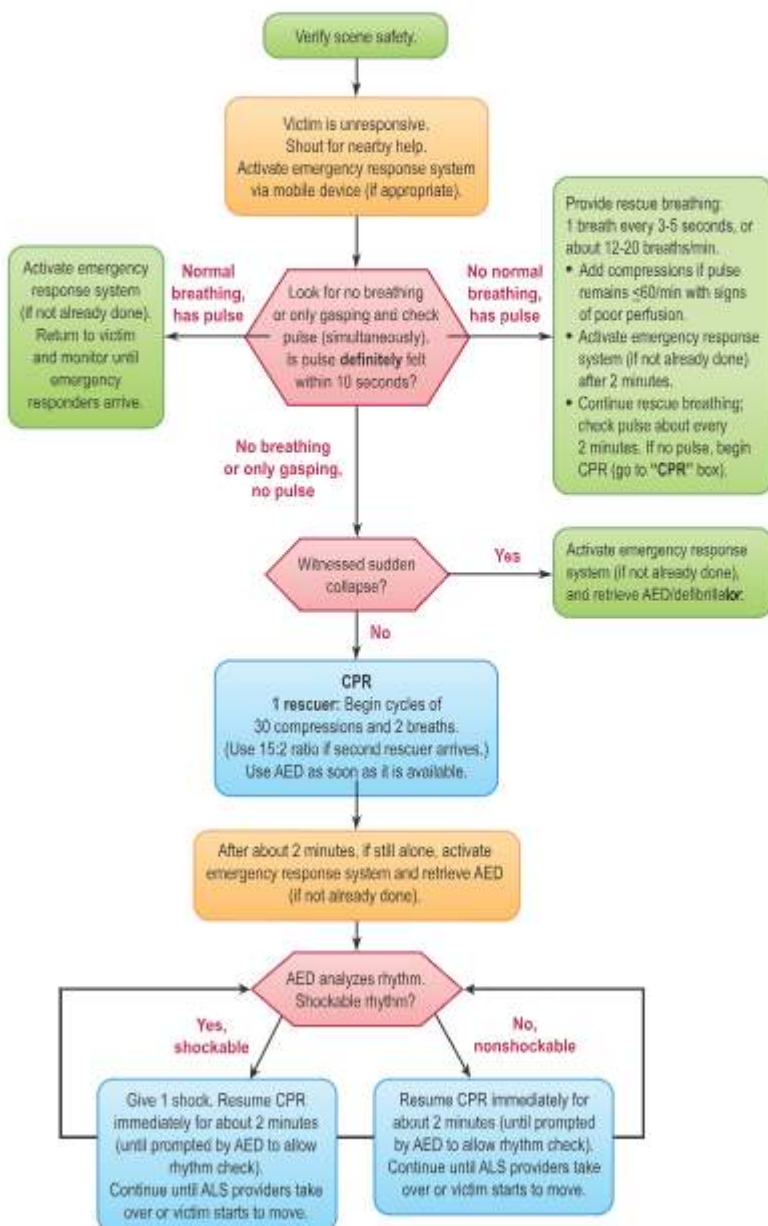 Verify scene safety.
Victim is unresponsive.
Shout for nearby help.
Activate emergency response system
via mobile device (if appropriate).
Activate emergency
response system
(if not already done).
Return to victim
and monitor until
emergency
responders arrive.
Normal
breathing,
has pulse
Look for no breathing
or only gasping and check
pulse (simultaneously).
Is pulse definitely felt
within 10 seconds?
No normal
breathing,
has pulse
Provide rescue breathing:
1 breath every 3-5 seconds, or
about 12-20 breaths/min.
• Add compressions if pulse
remains ≤60/min with signs
of poor perfusion.
• Activate emergency response
system (if not already done)
after 2 minutes.
• Continue rescue breathing;
check pulse about every
2 minutes. If no pulse, begin
CPR (go to "CPR" box).
No breathing
or only gasping,
no pulse
Witnessed sudden
collapse?
Yes
Activate emergency response
system (if not already done),
and retrieve AED/defibrillator.
No
CPR
1 rescuer: Begin cycles of
30 compressions and 2 breaths.
(Use 15:2 ratio if second rescuer arrives.)
Use AED as soon as it is available.
After about 2 minutes, if still alone, activate
emergency response system and retrieve AED
(if not already done).
AED analyzes rhythm.
Shockable rhythm?
Yes,
shockable
No,
nonshockable
Give 1 shock. Resume CPR
immediately for about 2 minutes
(until prompted by AED to allow
rhythm check).
Continue until ALS providers take
over or victim starts to move.
Resume CPR immediately for
about 2 minutes (until prompted
by AED to allow rhythm check).
Continue until ALS providers take
over or victim starts to move.